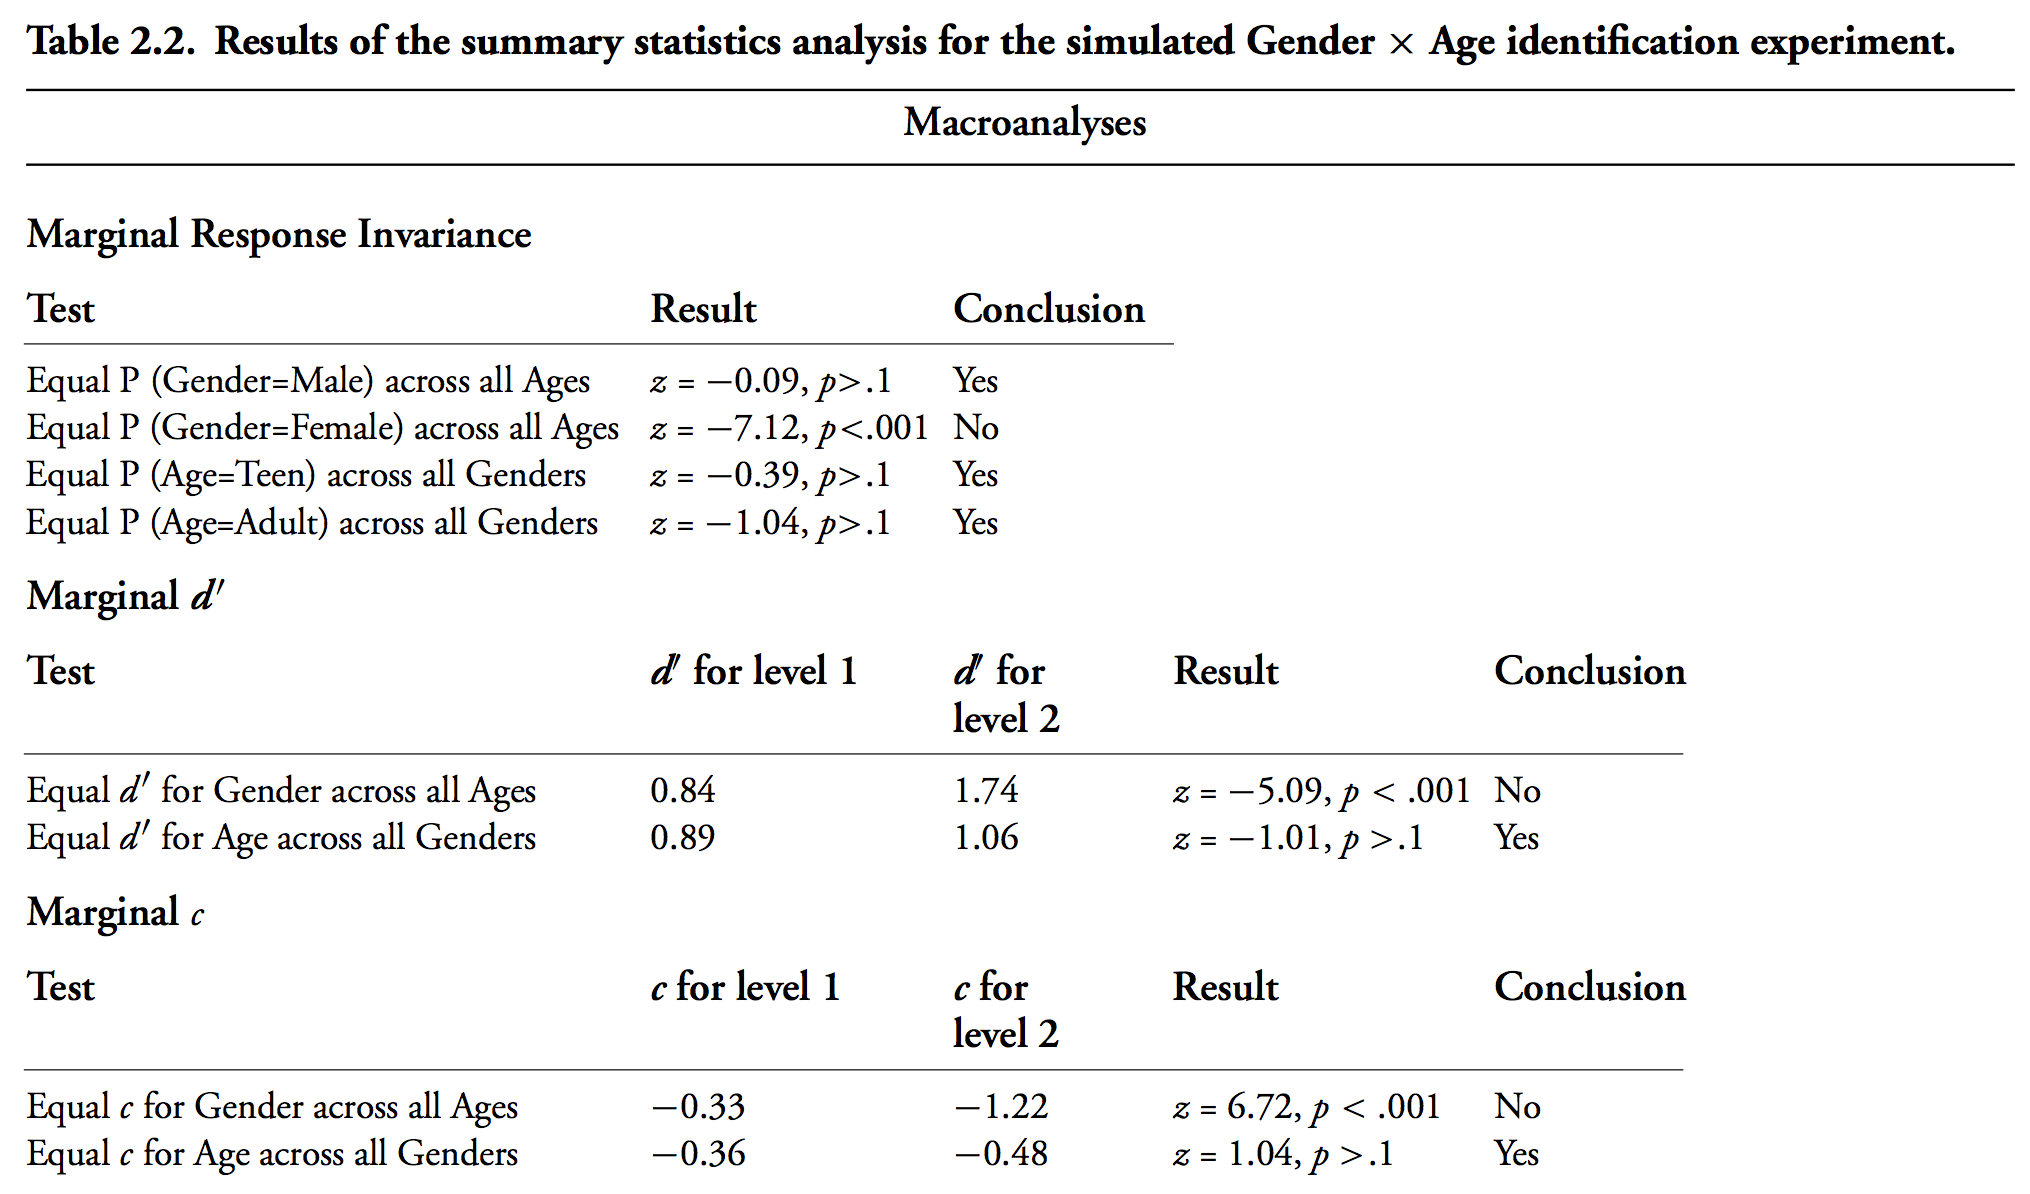 Table 2.2. Results of the summary statistics analysis for the simulated Gender × Age identification experiment.
Macroanalyses
Marginal Response Invariance
Test Result Conclusion
Equal P (Gender=Male) across all Ages z = −0.09, p>.1 Yes
Equal P (Gender=Female) across all Ages z = −7.12, p<.001 No
Equal P (Age=Teen) across all Genders z = −0.39, p>.1 Yes
Equal P (Age=Adult) across all Genders z = −1.04, p>.1 Yes
Marginal d′
Test d′ for level 1 d′ for level 2 Result Conclusion
Equal d′ for Gender across all Ages 0.84 1.74 z = −5.09, p < .001 No
Equal d′ for Age across all Genders 0.89 1.06 z = −1.01, p >.1 Yes
Marginal c
Test c for level 1 c for level 2 Result Conclusion
Equal c for Gender across all Ages −0.33 −1.22 z = 6.72, p < .001 No
Equal c for Age across all Genders −0.36 −0.48 z = 1.04, p >.1 Yes